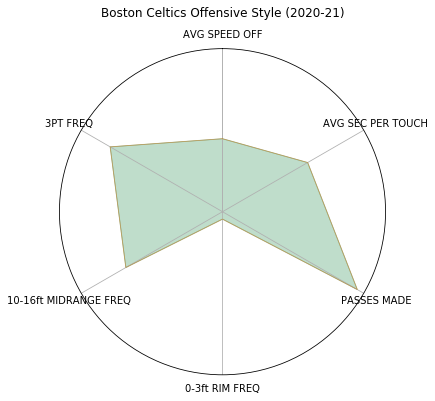 Boston Celtics Offensive Style (2020-21)
AVG SPEED OFF
3PT FREQ
AVG SEC PER TOUCH
10-16ft MIDRANGE FREQ
PASSES MADE
0-3ft RIM FREQ